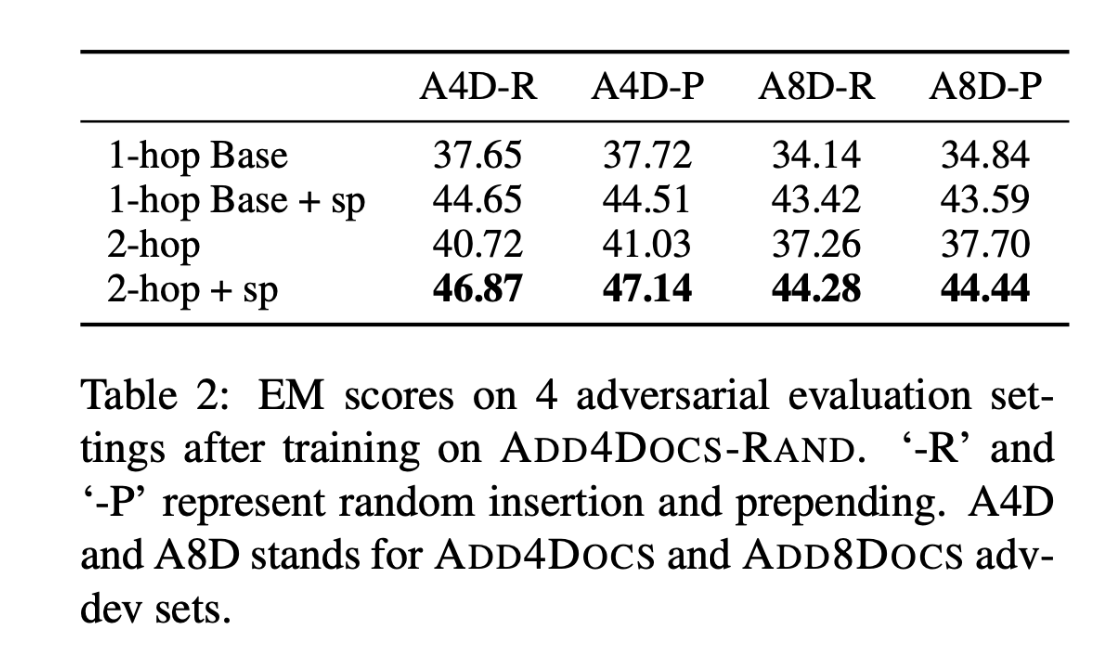 A4D-R A4D-P A8D-R A8D-P
1-hop Base 37.65 37.72 34.14 34.84
1-hop Base + sp 44.65 44.51 43.42 43.59
2-hop 40.72 41.03 37.26 37.70
2-hop + sp 46.87 47.14 44.28 44.44
Table 2: EM scores on 4 adversarial evaluation set-
tings after training on ADD4DOCS-RAND. ‘-R’ and
‘-P’ represent random insertion and prepending. A4D
and A8D stands for ADD4DOCS and ADD8DOCS adv-
dev sets.